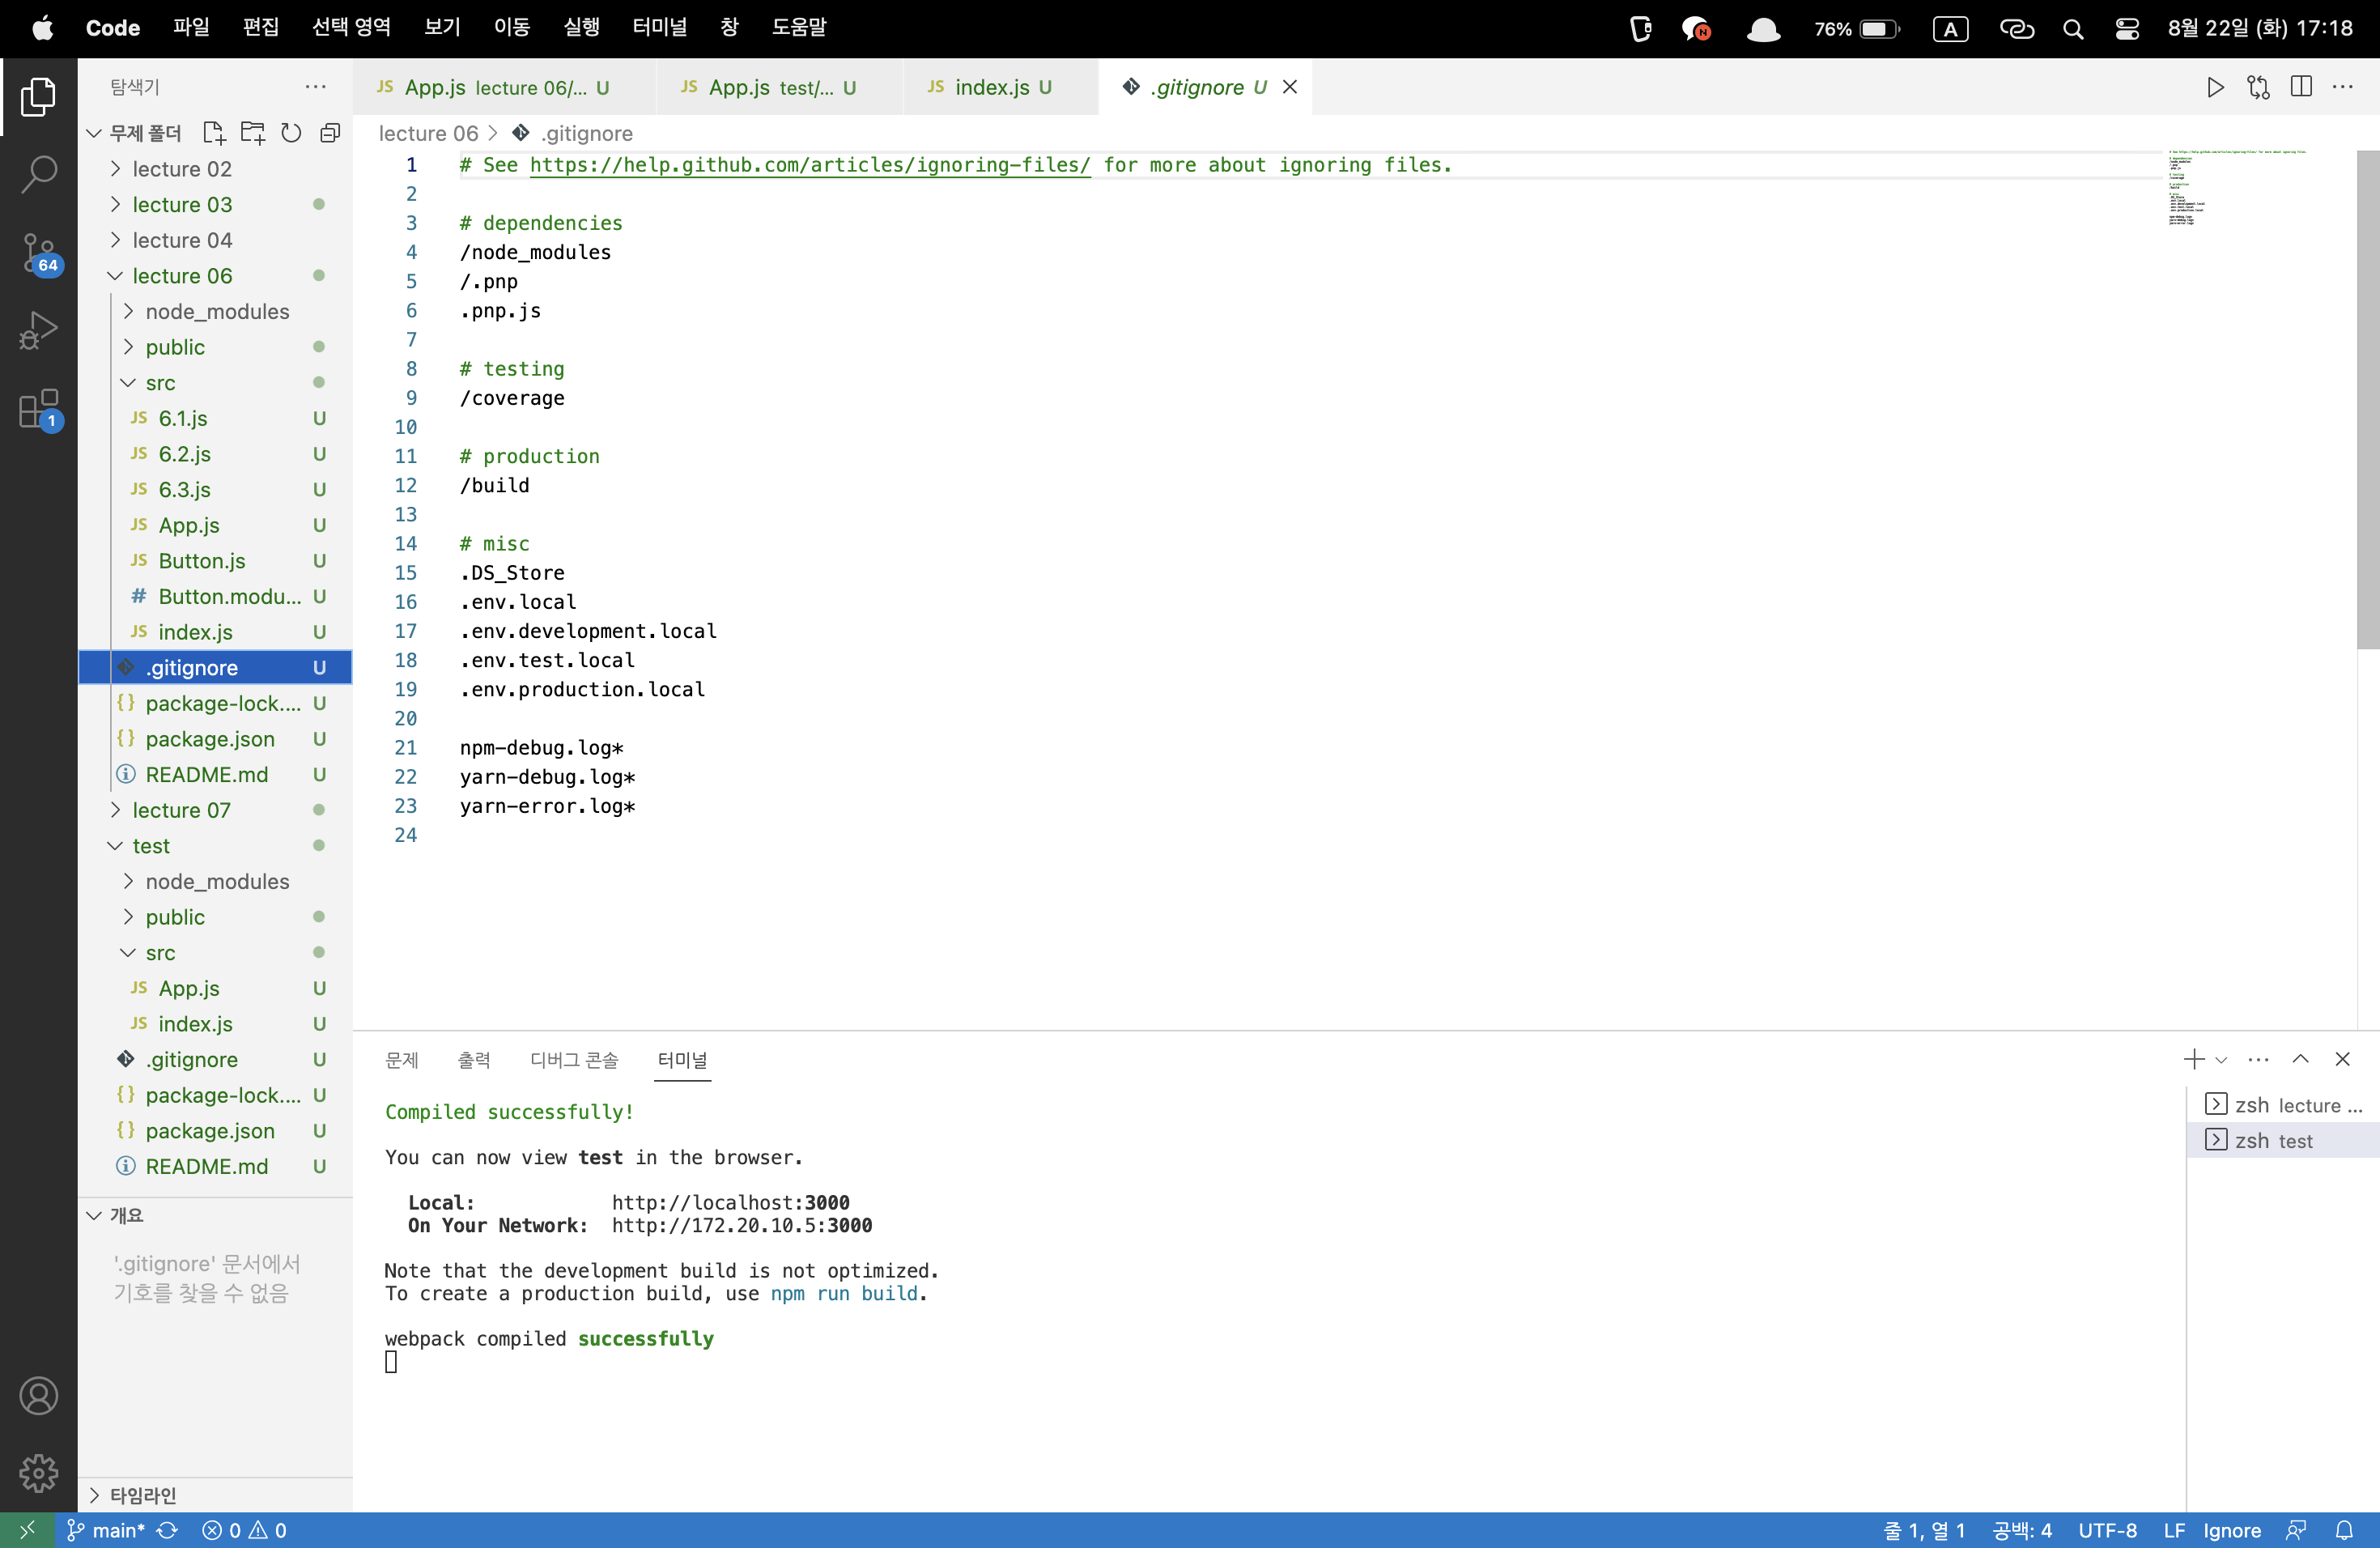 Code 파일 편집 선택 영역 보기 이동 실행 터미널 창 도움말 76% A 8월 22일 (화) 17:18
탐색기
JS App.js lecture 06/... U
JS App.js test/... U
JS index.js U
.gitignore U
lecture 06 > .gitignore
무제 폴더
lecture 02
lecture 03
lecture 04
lecture 06
node_modules
public
src
JS 6.1.js U
JS 6.2.js U
JS 6.3.js U
JS App.js U
JS Button.js U
# Button.modu... U
JS index.js U
.gitignore U
{} package-lock.... U
{} package.json U
README.md U
lecture 07
test
node_modules
public
src
JS App.js U
JS index.js U
.gitignore U
{} package-lock.... U
{} package.json U
README.md U
개요
'.gitignore' 문서에서
기호를 찾을 수 없음
타임라인
64
1
1 # See https://help.github.com/articles/ignoring-files/ for more about ignoring files.
2
3 # dependencies
4 /node_modules
5 /.pnp
6 .pnp.js
7
8 # testing
9 /coverage
10
11 # production
12 /build
13
14 # misc
15 .DS_Store
16 .env.local
17 .env.development.local
18 .env.test.local
19 .env.production.local
20
21 npm-debug.log*
22 yarn-debug.log*
23 yarn-error.log*
24
문제 출력 디버그 콘솔 터미널
Compiled successfully!
You can now view test in the browser.
Local: http://localhost:3000
On Your Network: http://172.20.10.5:3000
Note that the development build is not optimized.
To create a production build, use npm run build.
webpack compiled successfully
zsh lecture ...
zsh test
main* 0 0 줄 1, 열 1 공백: 4 UTF-8 LF Ignore